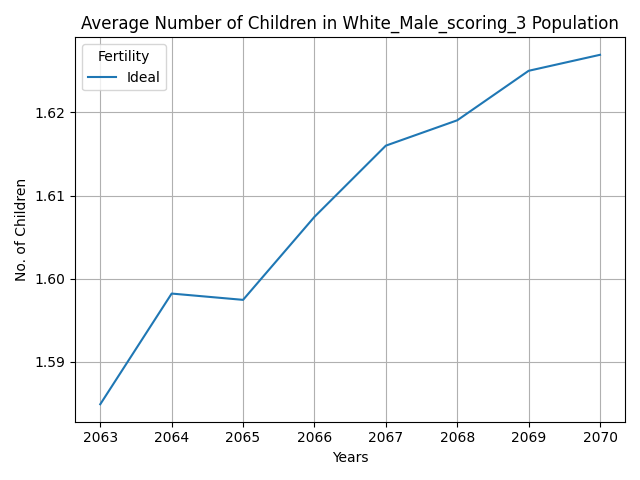 Average Number of Children in White_Male_scoring_3 Population
Fertility
Ideal
No. of Children
1.62
1.61
1.60
1.59
2063 2064 2065 2066 2067 2068 2069 2070
Years